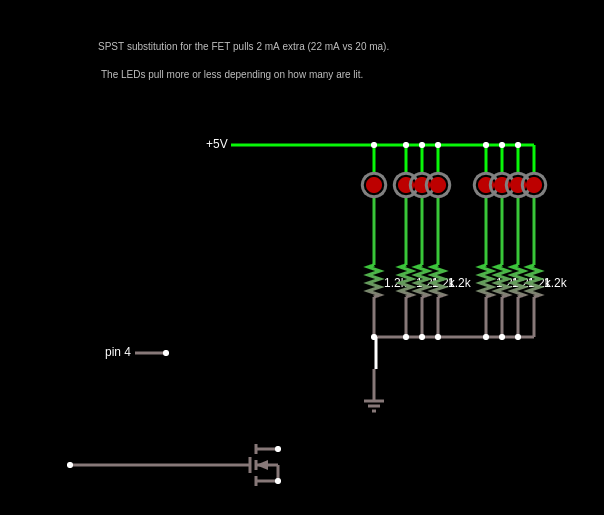 SPST substitution for the FET pulls 2 mA extra (22 mA vs 20 ma).
The LEDs pull more or less depending on how many are lit.
+5V
1.2k 1.2k 1.2k 1.2k 1.2k 1.2k 1.2k 1.2k
pin 4